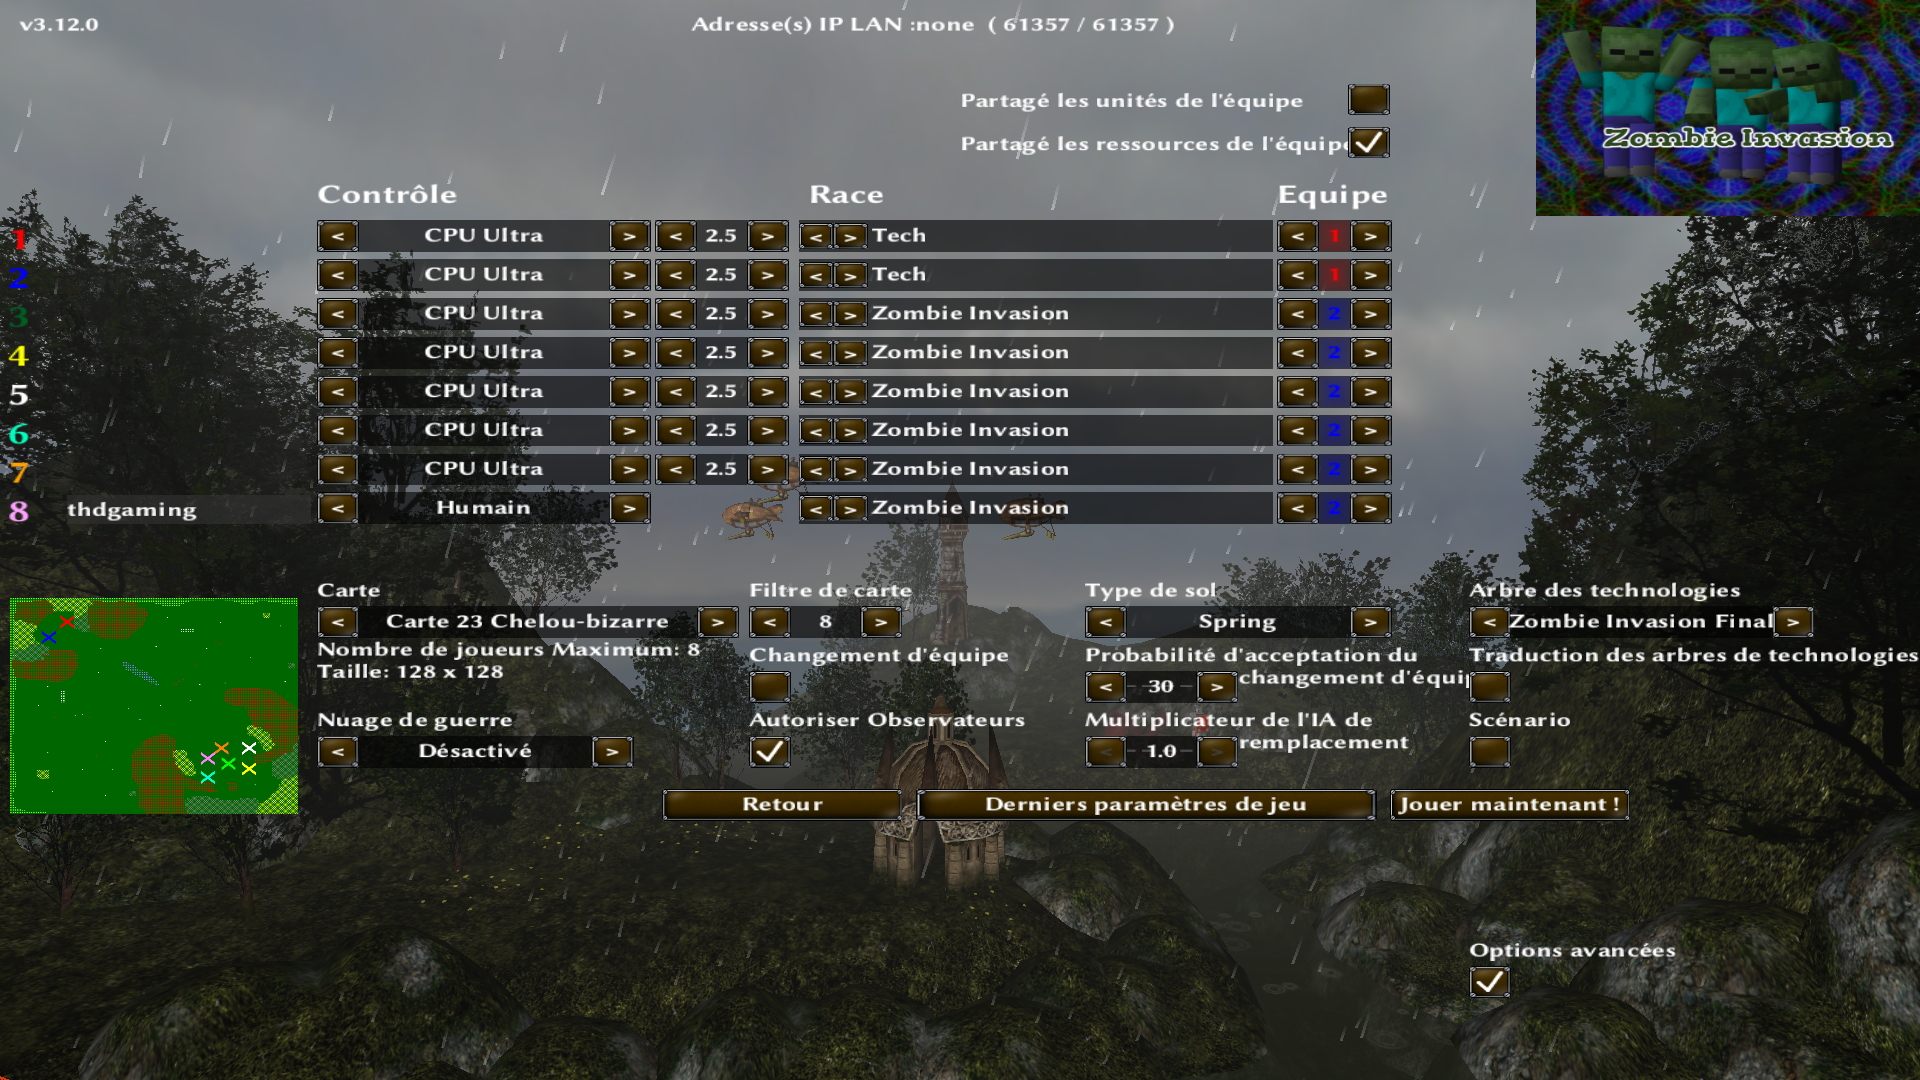 v3.12.0
Adresse(s) IP LAN :none ( 61357 / 61357 )
Zombie Invasion
Partagé les unités de l'équipe
Partagé les ressources de l'équipe
Contrôle Race Equipe
1 < CPU Ultra > < 2.5 > < > Tech < 1 >
2 < CPU Ultra > < 2.5 > < > Tech < 1 >
3 < CPU Ultra > < 2.5 > < > Zombie Invasion < 2 >
4 < CPU Ultra > < 2.5 > < > Zombie Invasion < 2 >
5 < CPU Ultra > < 2.5 > < > Zombie Invasion < 2 >
6 < CPU Ultra > < 2.5 > < > Zombie Invasion < 2 >
7 < CPU Ultra > < 2.5 > < > Zombie Invasion < 2 >
8 thdgaming < Humain > < > Zombie Invasion < 2 >
Carte Filtre de carte Type de sol Arbre des technologies
< Carte 23 Chelou-bizarre > < 8 > < Spring > < Zombie Invasion Final >
Nombre de joueurs Maximum: 8
Taille: 128 x 128
Changement d'équipe
Probabilité d'acceptation du
changement d'équip
< 30 >
Traduction des arbres de technologies
Nuage de guerre
< Désactivé >
Autoriser Observateurs
Multiplicateur de l'IA de
remplacement
< 1.0 >
Scénario
Retour Derniers paramètres de jeu Jouer maintenant !
Options avancées